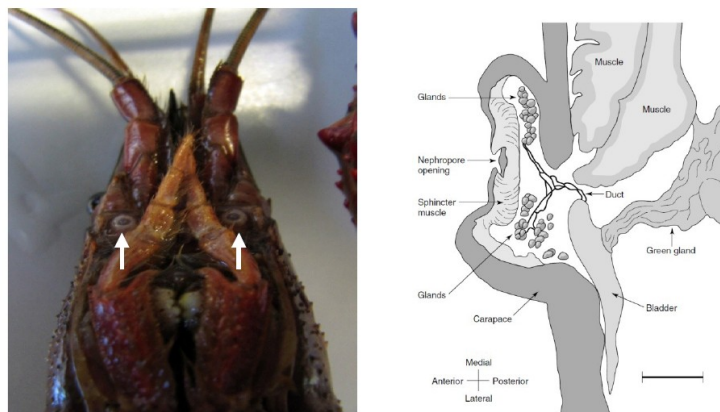 Muscle
Muscle
Glands
Nephropore
opening
Sphincter
muscle
Duct
Green gland
Glands
Bladder
Carapace
Medial
Anterior Posterior
Lateral